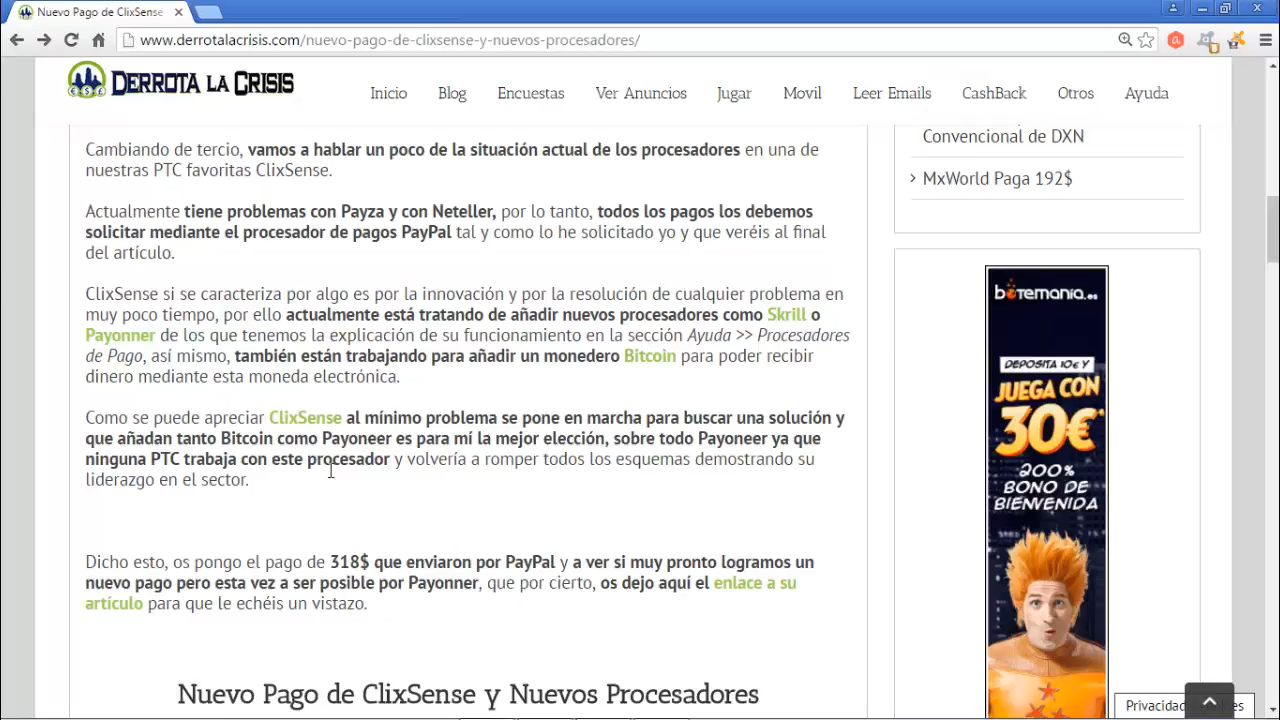 Nuevo Pago de ClixSense
www.derrotalacrisis.com/nuevo-pago-de-clixsense-y-nuevos-procesadores/
DERROTA LA CRISIS
Inicio Blog Encuestas Ver Anuncios Jugar Movil Leer Emails CashBack Otros Ayuda
Cambiando de tercio, vamos a hablar un poco de la situación actual de los procesadores en una de
nuestras PTC favoritas ClixSense.
Actualmente tiene problemas con Payza y con Neteller, por lo tanto, todos los pagos los debemos
solicitar mediante el procesador de pagos PayPal tal y como lo he solicitado yo y que veréis al final
del artículo.
ClixSense si se caracteriza por algo es por la innovación y por la resolución de cualquier problema en
muy poco tiempo, por ello actualmente está tratando de añadir nuevos procesadores como Skrill o
Payonner de los que tenemos la explicación de su funcionamiento en la sección Ayuda >> Procesadores
de Pago, así mismo, también están trabajando para añadir un monedero Bitcoin para poder recibir
dinero mediante esta moneda electrónica.
Como se puede apreciar ClixSense al mínimo problema se pone en marcha para buscar una solución y
que añadan tanto Bitcoin como Payoneer es para mí la mejor elección, sobre todo Payoneer ya que
ninguna PTC trabaja con este procesador y volvería a romper todos los esquemas demostrando su
liderazgo en el sector.
Dicho esto, os pongo el pago de 318$ que enviaron por PayPal y a ver si muy pronto logramos un
nuevo pago pero esta vez a ser posible por Payonner, que por cierto, os dejo aquí el enlace a su
artículo para que le echéis un vistazo.
Nuevo Pago de ClixSense y Nuevos Procesadores
Convencional de DXN
MxWorld Paga 192$
botemania.es
DEPOSITA 10€ Y
JUEGA CON
30€
200%
BONO DE
BIENVENIDA